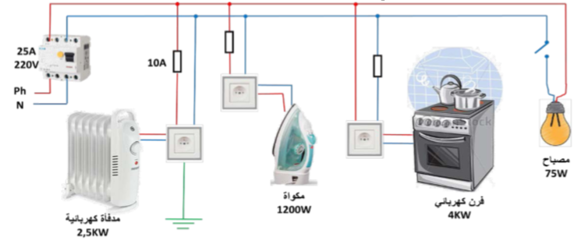 25A
220V
Ph
N
10A
مدفأة كهربائية
2,5KW
مكواة
1200W
فرن كهربائي
4KW
مصباح
75W